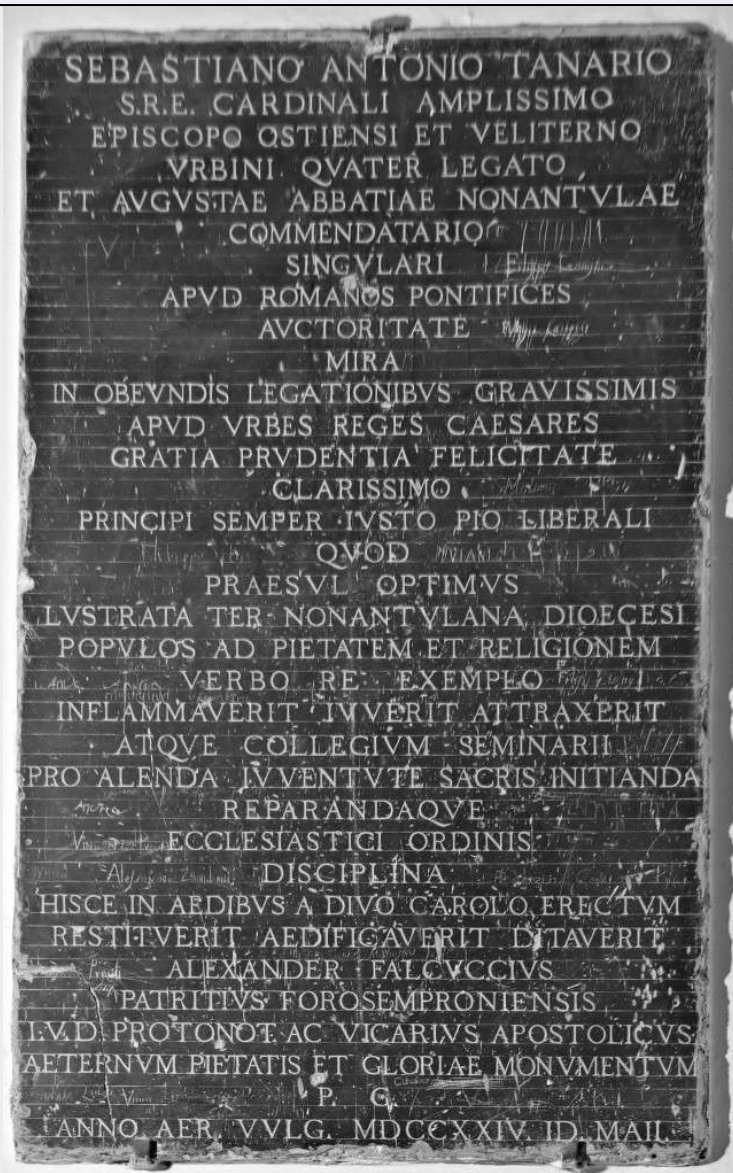 SEBASTIANO ANTONIO TANARIO
S.R.E. CARDINALI AMPLISSIMO
EPISCOPO OSTIENSI ET VELITERNO
VRBINI QVATER LEGATO
ET AVGVSTAE ABBATIAE NONANTVLAE
COMMENDATARIO
SINGVLARI
APVD ROMANOS PONTIFICES
AVCTORITATE
MIRA
IN OBEVNDIS LEGATIONIBVS GRAVISSIMIS
APVD VRBES REGES CAESARES
GRATIA PRVDENTIA FELICITATE
CLARISSIMO
PRINCIPI SEMPER IVSTO PIO LIBERALI
QVOD
PRAESVL OPTIMVS
LVSTRATA TER NONANTVLANA DIOECESI
POPVLOS AD PIETATEM ET RELIGIONEM
VERBO RE EXEMPLO
INFLAMMAVERIT IVVERIT ATTRAXERIT
ATQVE COLLEGIVM SEMINARII
PRO ALENDA IVVENTVTE SACRIS INITIANDA
Andrea
REPARANDAQVE
ECCLESIASTICI ORDINIS
DISCIPLINA
HISCE IN AEDIBVS A DIVO CAROLO ERECTVM
RESTITVERIT AEDIFICAVERIT DITAVERIT
ALEXANDER FALCVCCIVS
PATRITIVS FOROSEMPRONIENSIS
I.V.D. PROTONOT. AC VICARIVS APOSTOLICVS
AETERNVM PIETATIS ET GLORIAE MONVMENTVM
P. C.
ANNO AER. VVLG. MDCCXXIV ID. MAII.